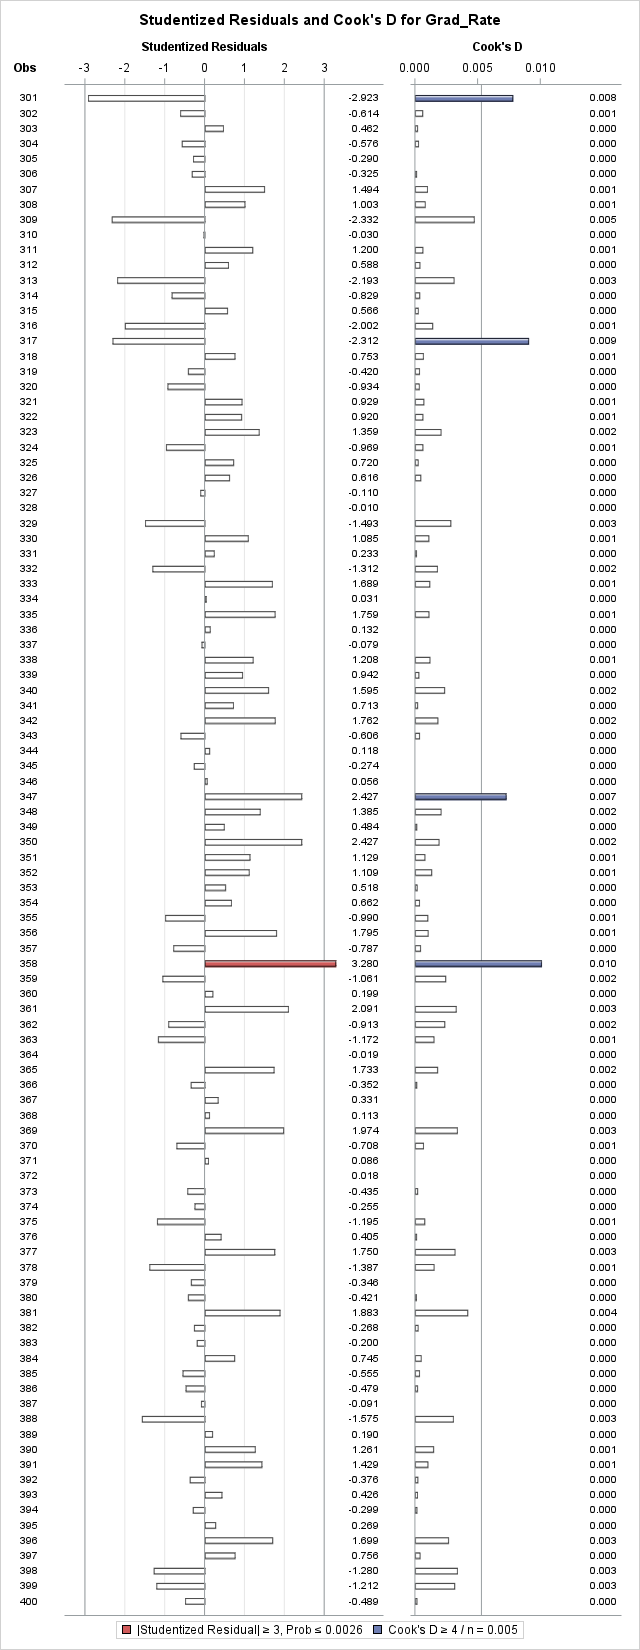 Studentized Residuals and Cook's D for Grad_Rate
Studentized Residuals Cook's D
Obs -3 -2 -1 0 1 2 3 0.000 0.005 0.010
301 -2.923 0.008
302 -0.614 0.001
303 0.462 0.000
304 -0.576 0.000
305 -0.290 0.000
306 -0.325 0.000
307 1.494 0.001
308 1.003 0.001
309 -2.332 0.005
310 -0.030 0.000
311 1.200 0.001
312 0.588 0.000
313 -2.193 0.003
314 -0.829 0.000
315 0.566 0.000
316 -2.002 0.001
317 -2.312 0.009
318 0.753 0.001
319 -0.420 0.000
320 -0.934 0.000
321 0.929 0.001
322 0.920 0.001
323 1.359 0.002
324 -0.969 0.001
325 0.720 0.000
326 0.616 0.000
327 -0.110 0.000
328 -0.010 0.000
329 -1.493 0.003
330 1.085 0.001
331 0.233 0.000
332 -1.312 0.002
333 1.689 0.001
334 0.031 0.000
335 1.759 0.001
336 0.132 0.000
337 -0.079 0.000
338 1.208 0.001
339 0.942 0.000
340 1.595 0.002
341 0.713 0.000
342 1.762 0.002
343 -0.606 0.000
344 0.118 0.000
345 -0.274 0.000
346 0.056 0.000
347 2.427 0.007
348 1.385 0.002
349 0.484 0.000
350 2.427 0.002
351 1.129 0.001
352 1.109 0.001
353 0.518 0.000
354 0.662 0.000
355 -0.990 0.001
356 1.795 0.001
357 -0.787 0.000
358 3.280 0.010
359 -1.061 0.002
360 0.199 0.000
361 2.091 0.003
362 -0.913 0.002
363 -1.172 0.001
364 -0.019 0.000
365 1.733 0.002
366 -0.352 0.000
367 0.331 0.000
368 0.113 0.000
369 1.974 0.003
370 -0.708 0.001
371 0.086 0.000
372 0.018 0.000
373 -0.435 0.000
374 -0.255 0.000
375 -1.195 0.001
376 0.405 0.000
377 1.750 0.003
378 -1.387 0.001
379 -0.346 0.000
380 -0.421 0.000
381 1.883 0.004
382 -0.268 0.000
383 -0.200 0.000
384 0.745 0.000
385 -0.555 0.000
386 -0.479 0.000
387 -0.091 0.000
388 -1.575 0.003
389 0.190 0.000
390 1.261 0.001
391 1.429 0.001
392 -0.376 0.000
393 0.426 0.000
394 -0.299 0.000
395 0.269 0.000
396 1.699 0.003
397 0.756 0.000
398 -1.280 0.003
399 -1.212 0.003
400 -0.489 0.000
|Studentized Residual| ≥ 3, Prob ≤ 0.0026 Cook's D ≥ 4 / n = 0.005